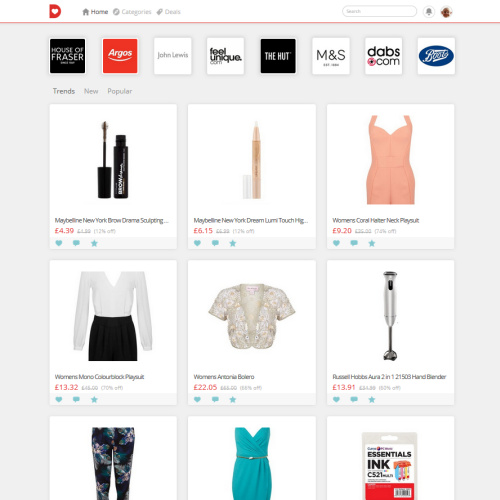 Home Categories Deals
Search
HOUSE OF
FRASER
SINCE 1849
Argos
John Lewis
feel
unique.
com
THE HUT
M&S
EST. 1884
dabs
.com
Boots
Trends New Popular
Maybelline New York Brow Drama Sculpting ...
£4.39 £4.99 (12% off)
Maybelline New York Dream Lumi Touch Hig...
£6.15 (12% off)
Womens Coral Halter Neck Playsuit
£9.20 £35.00 (73% off)
Womens Mono Colourblock Playsuit
£13.32 £45.00 (70% off)
Womens Antonia Bolero
£22.05 £65.00 (66% off)
Russell Hobbs Aura 2 in 1 21503 Hand Blender
£13.91 £34.99 (60% off)
ESSENTIALS
INK
C521
MULTI